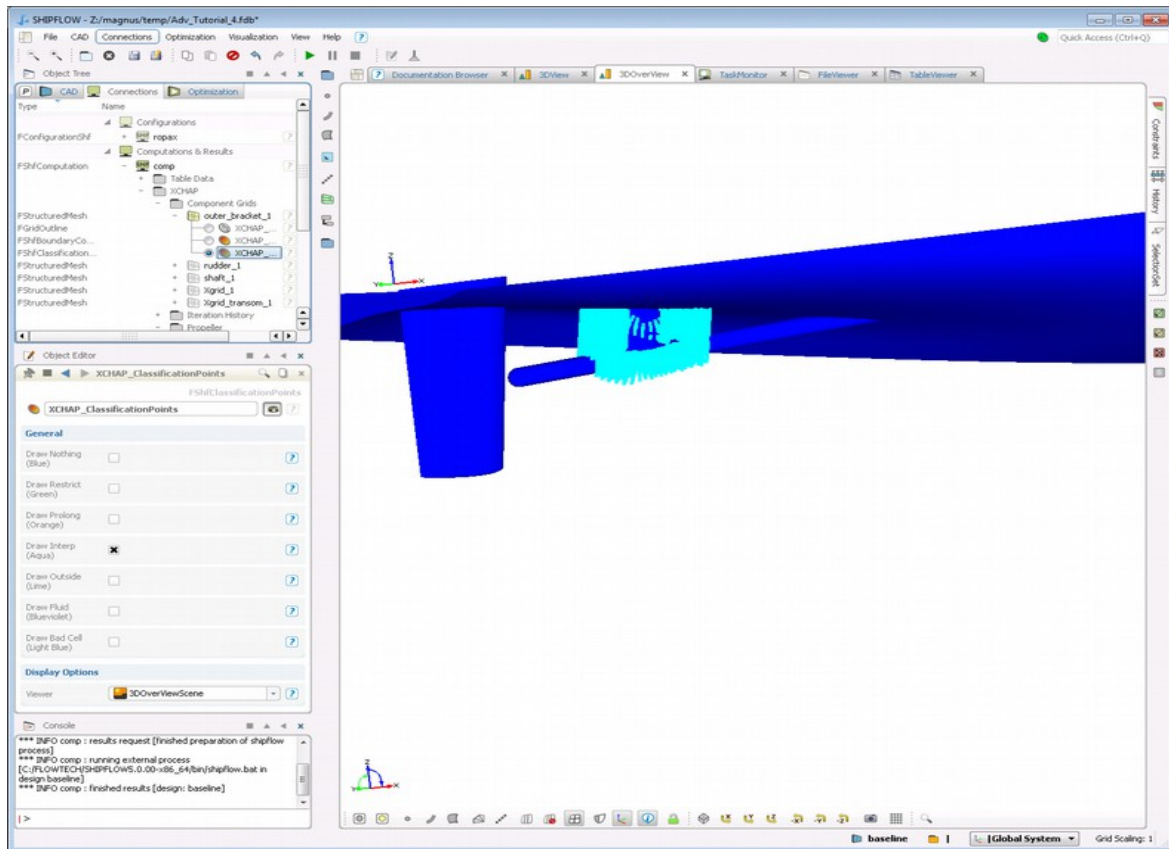 SHIPFLOW - Z:/magnus/temp/Adv_Tutorial_4.fdb*
File CAD Connections Optimization Visualization View Help ?
Quick Access (Ctrl+Q)
Object Tree
Documentation Browser 3DView 3DOverView TaskMonitor FileViewer TableViewer
P CAD Connections Optimization
Type Name
Configurations
FConfigurationShf ropax
Computations & Results
FShfComputation comp
Table Data
XCHAP
Component Grids
FStructuredMesh outer_bracket_1
FGridOutline XCHAP_...
FShfBoundaryCo... XCHAP_...
FShfClassification... XCHAP_...
FStructuredMesh rudder_1
FStructuredMesh shaft_1
FStructuredMesh Xgrid_1
FStructuredMesh Xgrid_transom_1
Iteration History
Propeller
Constraints
History
SelectionSet
Object Editor
XCHAP_ClassificationPoints
FShfClassificationPoints
XCHAP_ClassificationPoints
General
Draw Nothing
(Blue)
Draw Restrict
(Green)
Draw Prolong
(Orange)
Draw Interp
(Aqua)
Draw Outside
(Lime)
Draw Fluid
(Blueviolet)
Draw Bad Cell
(Light Blue)
Display Options
Viewer 3DOverViewScene
Console
*** INFO comp : results request [finished preparation of shipflow
process]
*** INFO comp : running external process
[C:/FLOWTECH/SHIPFLOW5.0.00-x86_64/bin/shipflow.bat in
design baseline]
*** INFO comp : finished results [design: baseline]
|>
Z
Y X
Z
Y X
baseline | |Global System Grid Scaling: 1